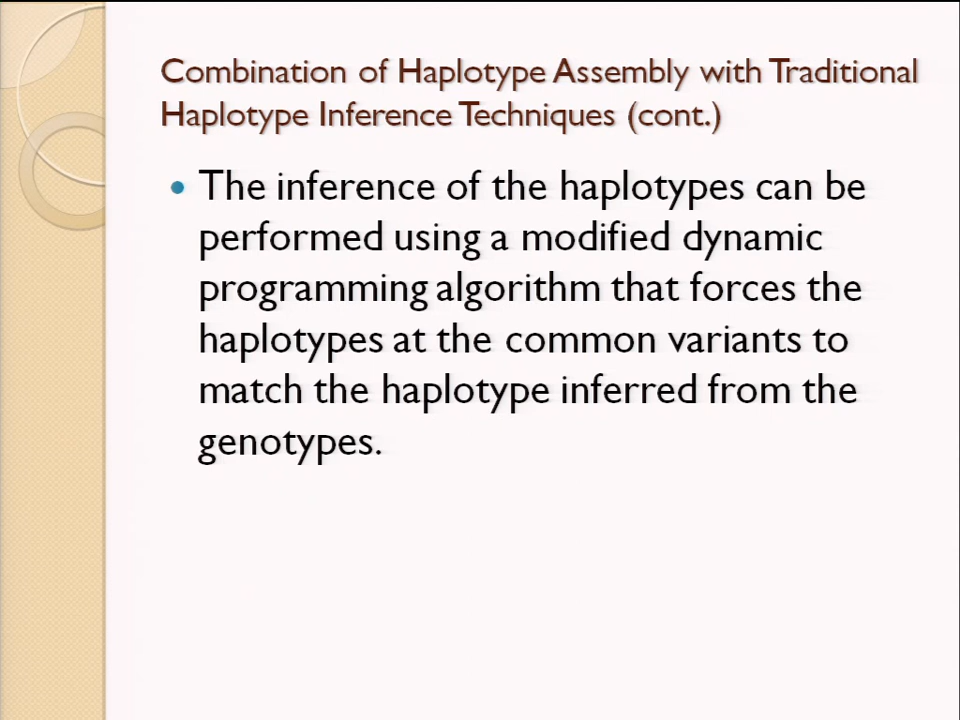 Combination of Haplotype Assembly with Traditional
Haplotype Inference Techniques (cont.)
• The inference of the haplotypes can be
performed using a modified dynamic
programming algorithm that forces the
haplotypes at the common variants to
match the haplotype inferred from the
genotypes.